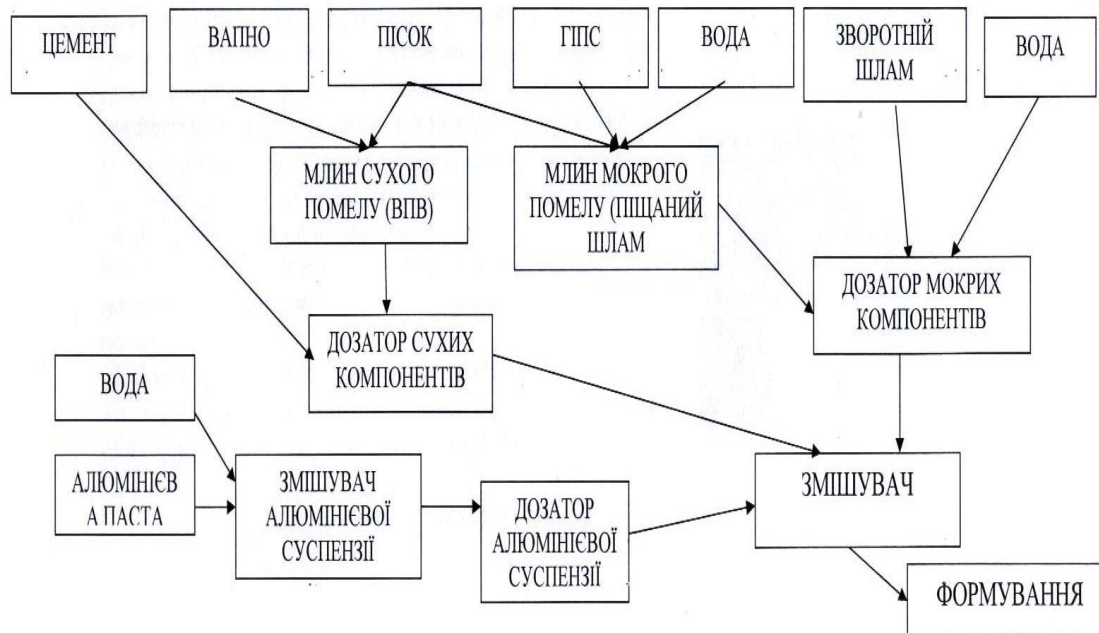 ЦЕМЕНТ
ВАПНО
ПІСОК
ГІПС
ВОДА
ЗВОРОТНІЙ
ШЛАМ
ВОДА
МЛИН СУХОГО
ПОМЕЛУ (ВПВ)
МЛИН МОКРОГО
ПОМЕЛУ (ПІЩАНИЙ
ШЛАМ
ДОЗАТОР МОКРИХ
КОМПОНЕНТІВ
ДОЗАТОР СУХИХ
КОМПОНЕНТІВ
ВОДА
АЛЮМІНІЄВ
А ПАСТА
ЗМІШУВАЧ
АЛЮМІНІЄВОЇ
СУСПЕНЗІЇ
ДОЗАТОР
АЛЮМІНІЄВОЇ
СУСПЕНЗІЇ
ЗМІШУВАЧ
ФОРМУВАННЯ